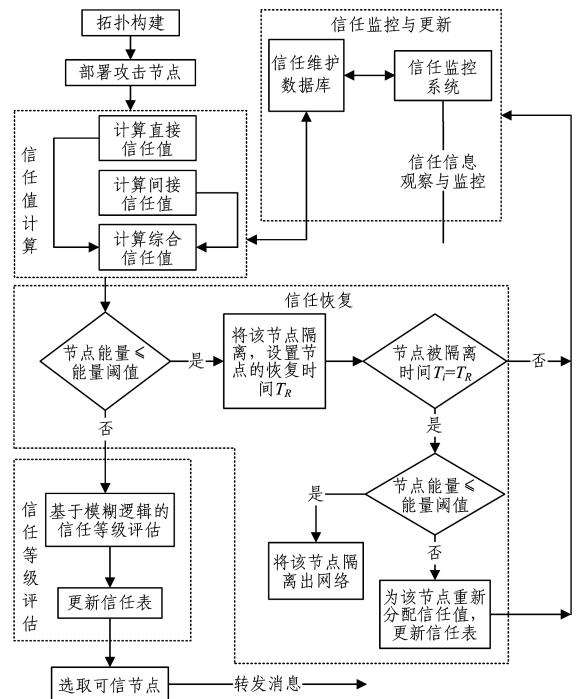 拓扑构建
部署攻击节点
信任值计算
计算直接
信任值
计算间接
信任值
计算综合
信任值
信任监控与更新
信任维护
数据库
信任监控
系统
信任信息
观察与监控
信任恢复
节点能量≤
能量阈值
是
将该节点隔
离，设置节
点的恢复时
间TR
节点被隔离
时间Ti=TR
否
否
是
信任等级评估
基于模糊逻辑的
信任等级评估
更新信任表
节点能量≤
能量阈值
是
否
将该节点隔
离出网络
为该节点重新
分配信任值，
更新信任表
选取可信节点
转发消息